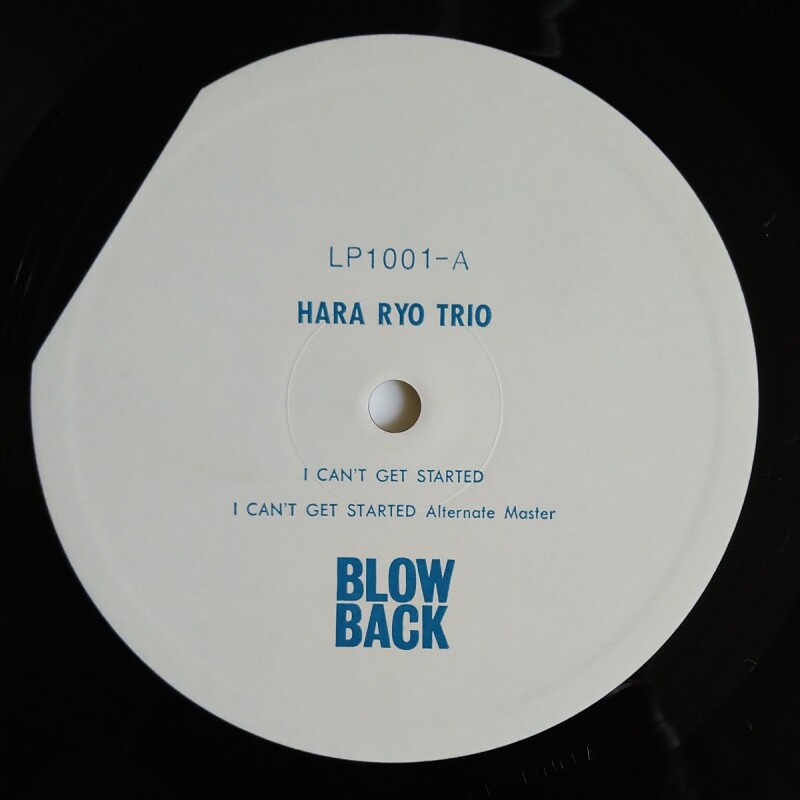 LP1001-A
HARA RYO TRIO
I CAN'T GET STARTED
I CAN'T GET STARTED Alternate Master
BLOW
BACK